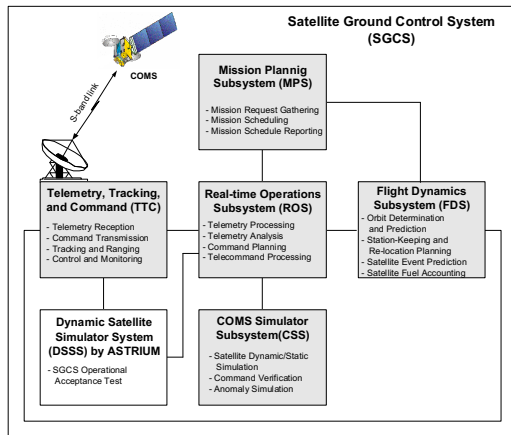 Satellite Ground Control System
(SGCS)
COMS
S-band link
Mission Plannig
Subsystem (MPS)
- Mission Request Gathering
- Mission Scheduling
- Mission Schedule Reporting
Telemetry, Tracking,
and Command (TTC)
- Telemetry Reception
- Command Transmission
- Tracking and Ranging
- Control and Monitoring
Real-time Operations
Subsystem (ROS)
- Telemetry Processing
- Telemetry Analysis
- Command Planning
- Telecommand Processing
Flight Dynamics
Subsystem (FDS)
- Orbit Determination
and Prediction
- Station-Keeping and
Re-location Planning
- Satellite Event Prediction
- Satellite Fuel Accounting
Dynamic Satellite
Simulator System
(DSSS) by ASTRIUM
- SGCS Operational
Acceptance Test
COMS Simulator
Subsystem(CSS)
- Satellite Dynamic/Static
Simulation
- Command Verification
- Anomaly Simulation